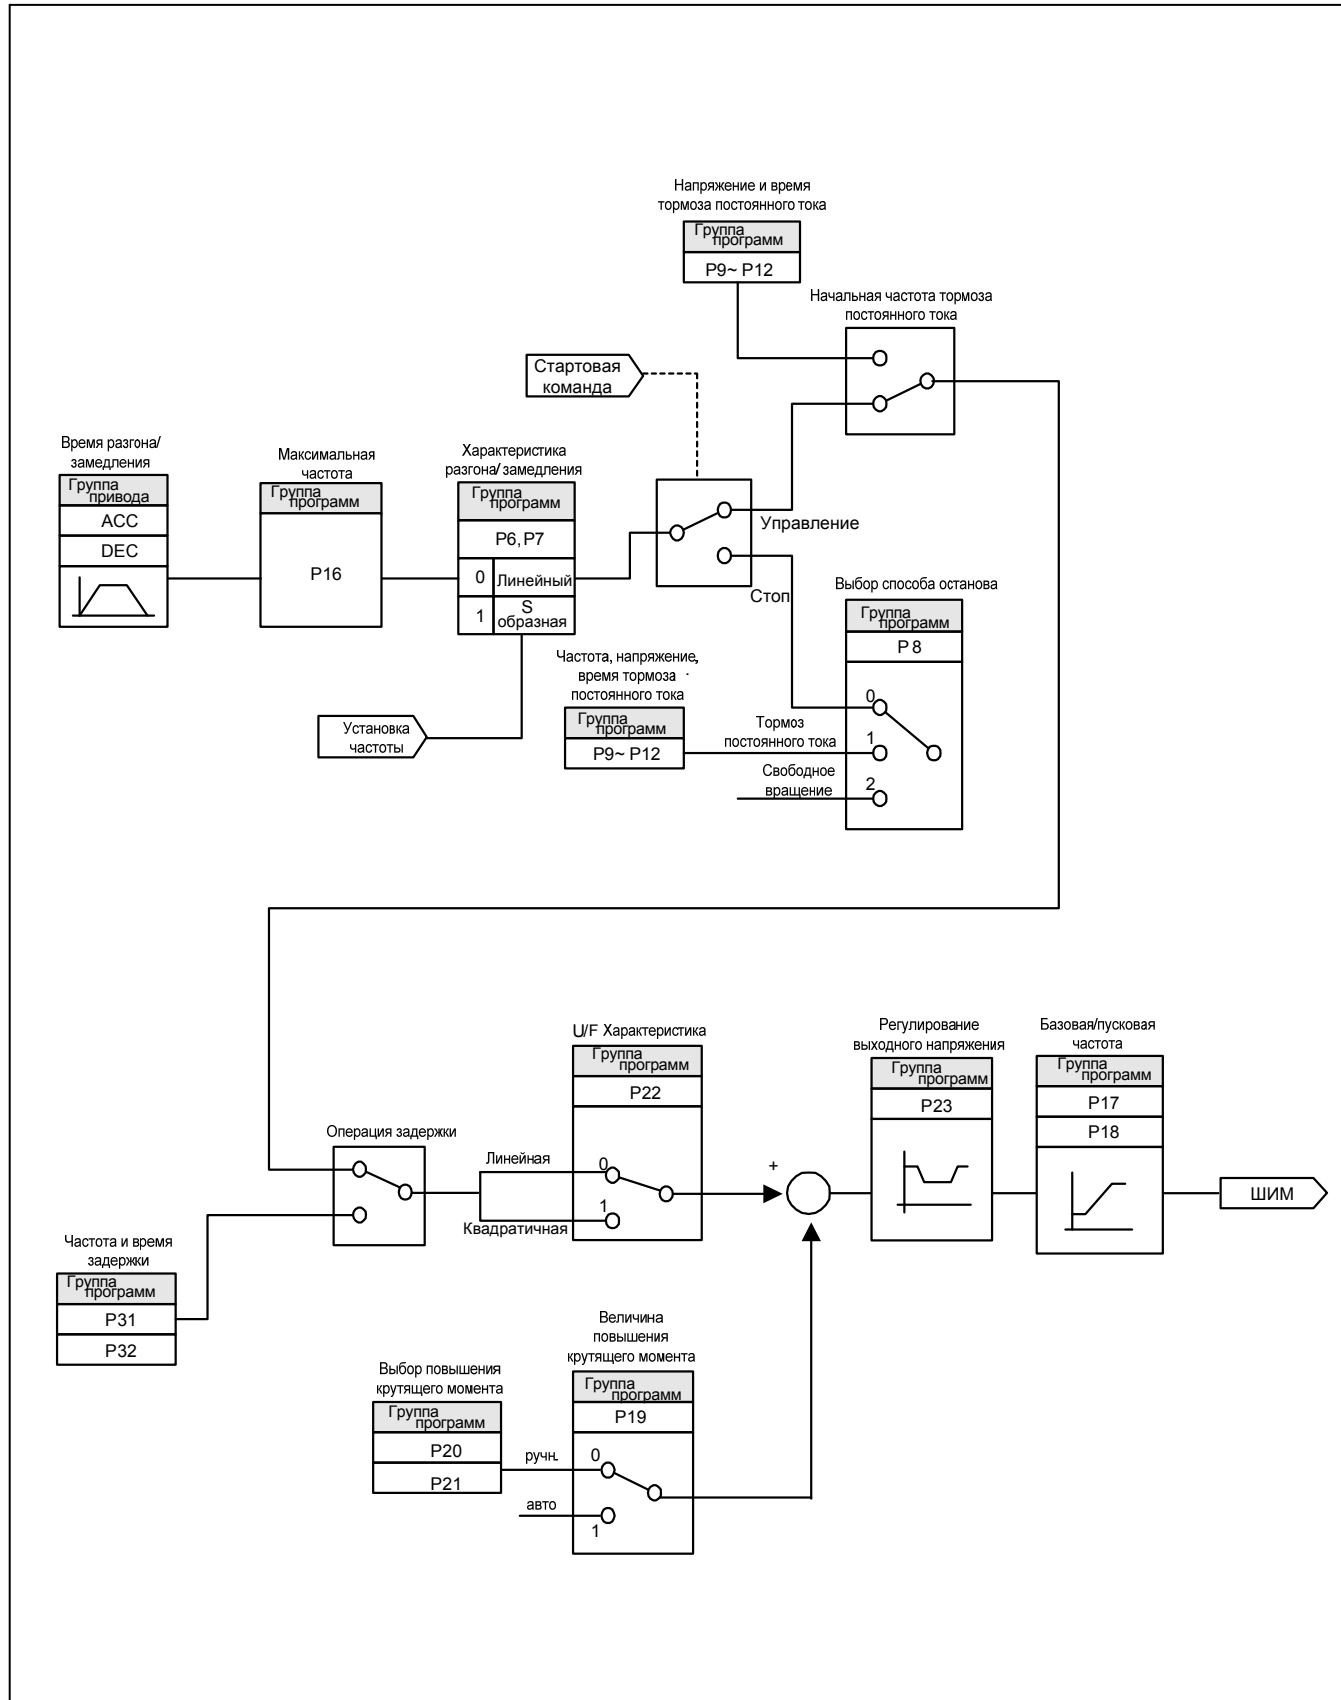 Напряжение и время
тормоза постоянного тока
Группа
программ
P9~ P12
Начальная частота тормоза
постоянного тока
Стартовая
команда
Время разгона/
замедления
Группа
привода
ACC
DEC
Максимальная
частота
Группа
программ
P16
Характеристика
разгона/замедления
Группа
программ
P6, P7
0 Линейный
1 S
образная
Управление
Стоп
Выбор способа останова
Группа
программ
P 8
0
1
2
Частота, напряжение,
время тормоза
постоянного тока
Группа
программ
P9~ P12
Тормоз
постоянного тока
Свободное
вращение
Установка
частоты
U/F Характеристика
Группа
программ
P22
0
1
Регулирование
выходного напряжения
Группа
программ
P23
Базовая/пусковая
частота
Группа
программ
P17
P18
Операция задержки
Линейная
Квадратичная
+
ШИМ
Частота и время
задержки
Группа
программ
P31
P32
Величина
повышения
крутящего момента
Группа
программ
P19
0
1
Выбор повышения
крутящего момента
Группа
программ
P20
P21
ручн.
авто